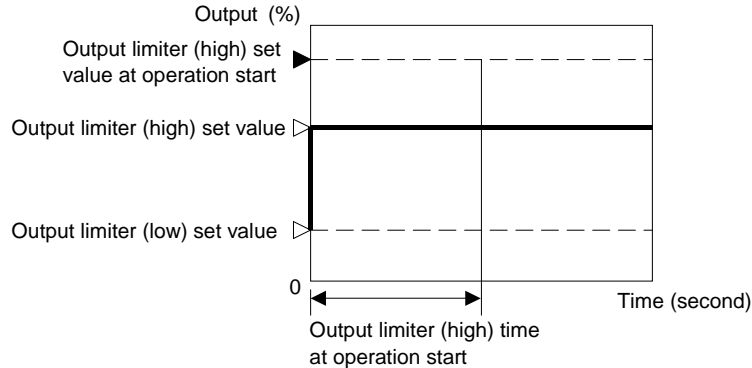 Output (%)
Output limiter (high) set
value at operation start
Output limiter (high) set value
Output limiter (low) set value
0
Time (second)
Output limiter (high) time
at operation start